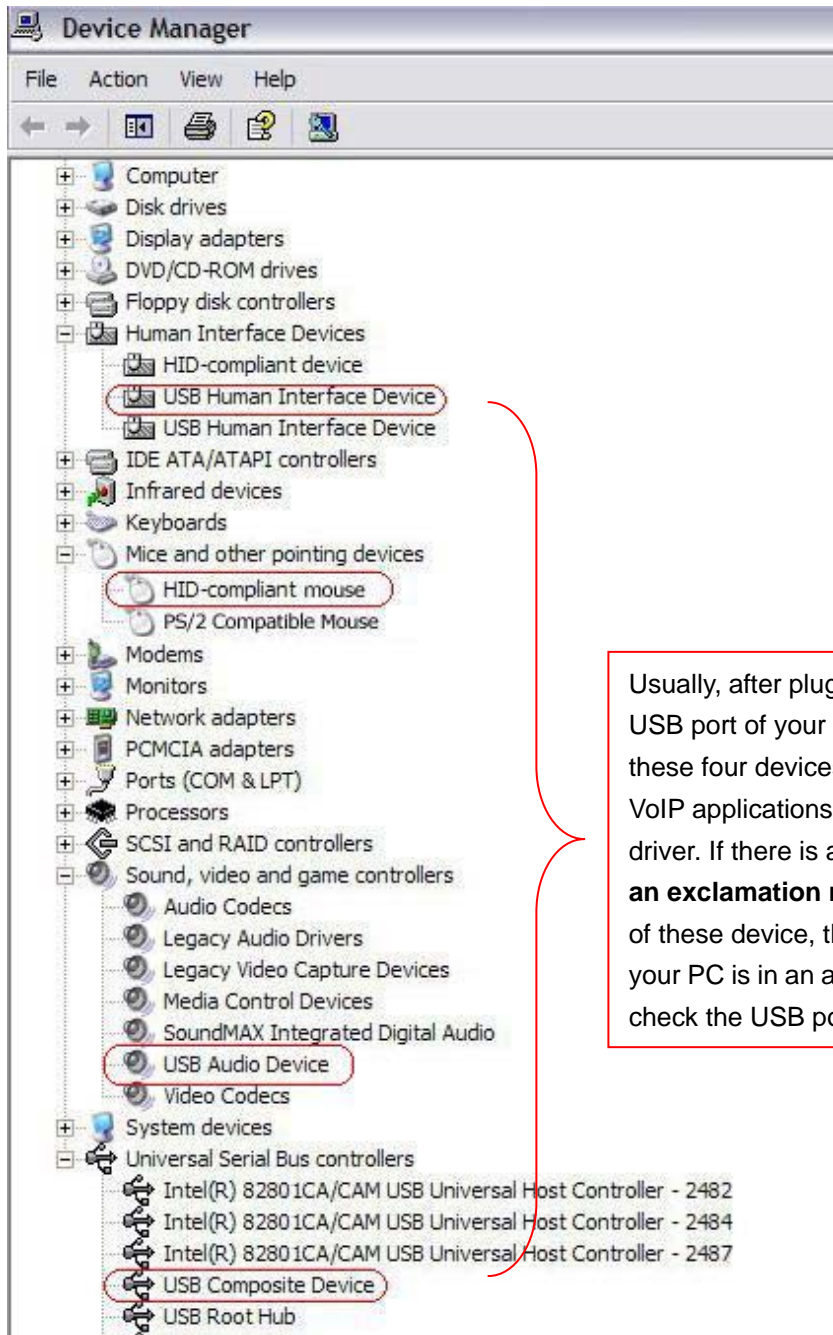 Device Manager
File Action View Help
Computer
Disk drives
Display adapters
DVD/CD-ROM drives
Floppy disk controllers
Human Interface Devices
HID-compliant device
USB Human Interface Device
USB Human Interface Device
IDE ATA/ATAPI controllers
Infrared devices
Keyboards
Mice and other pointing devices
HID-compliant mouse
PS/2 Compatible Mouse
Modems
Monitors
Network adapters
PCMCIA adapters
Ports (COM & LPT)
Processors
SCSI and RAID controllers
Sound, video and game controllers
Audio Codecs
Legacy Audio Drivers
Legacy Video Capture Devices
Media Control Devices
SoundMAX Integrated Digital Audio
USB Audio Device
Video Codecs
System devices
Universal Serial Bus controllers
Intel(R) 82801CA/CAM USB Universal Host Controller - 2482
Intel(R) 82801CA/CAM USB Universal Host Controller - 2484
Intel(R) 82801CA/CAM USB Universal Host Controller - 2487
USB Composite Device
USB Root Hub
Usually, after
USB port of your
these four device
VoIP applications
driver. If there is
an exclamation
of these device,
your PC is in an
check the USB